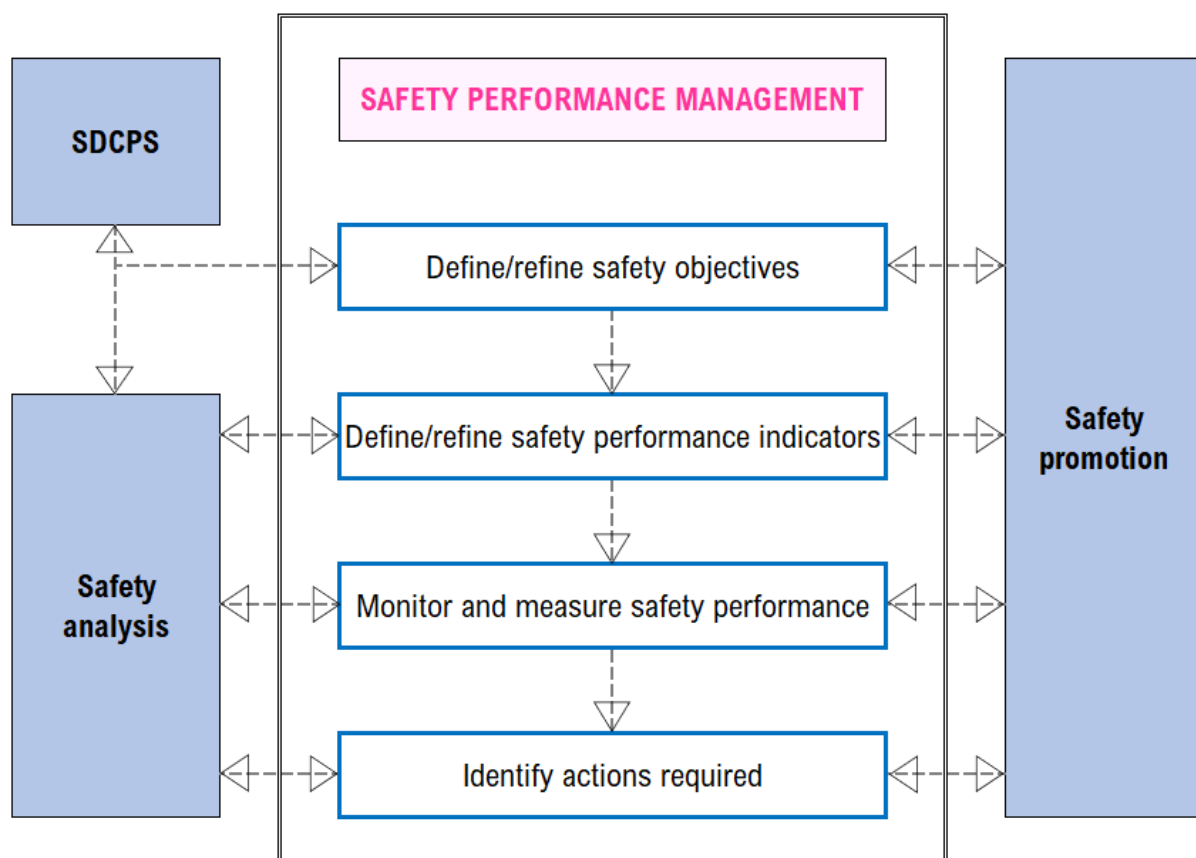 SAFETY PERFORMANCE MANAGEMENT
SDCPS
Define/refine safety objectives
Define/refine safety performance indicators
Safety
promotion
Safety
analysis
Monitor and measure safety performance
Identify actions required